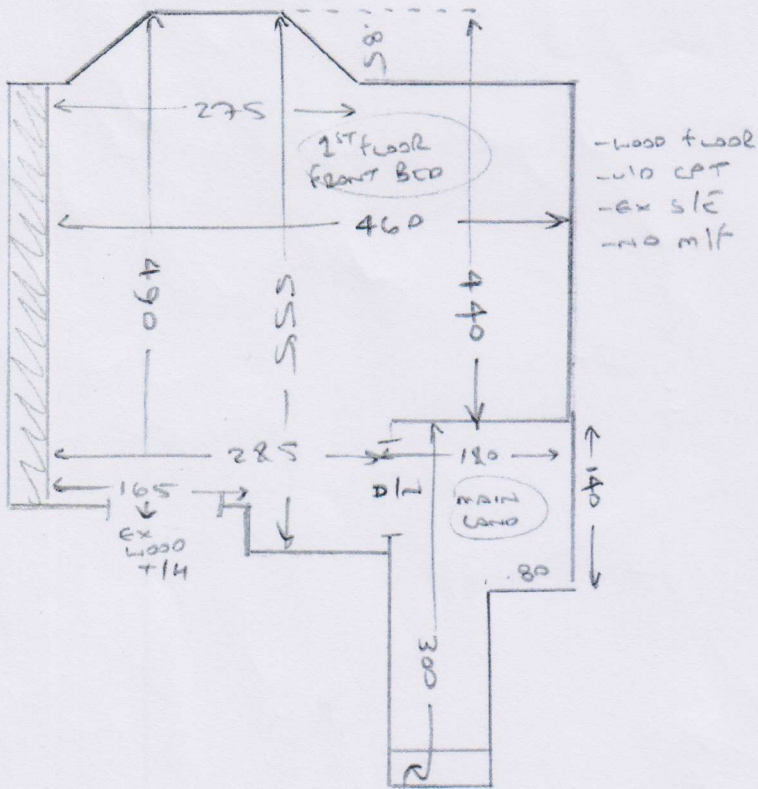 .85
275
1ST FLOOR
FRONT BED
- WOOD FLOOR
- U/D CPT
- EX S/E
- NO M/F
460
490
555
440
285
180
165
D/L
MAIN
LAND
140
EX
WOOD
T/H
.80
300